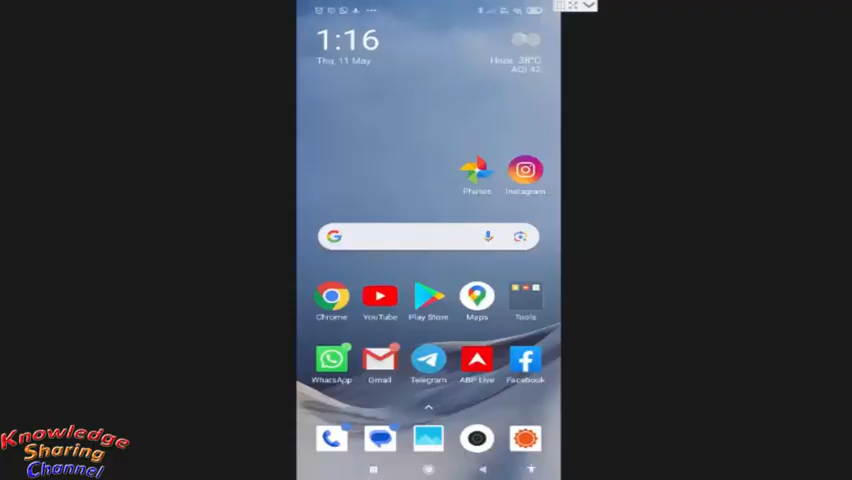 1:16
Thu, 11 May
Haze 38°C
AQI 42
Photos
Instagram
G
Chrome
YouTube
Play Store
Maps
Tools
WhatsApp
Gmail
Telegram
ABP Live
Facebook
Knowledge
Sharing
Channel